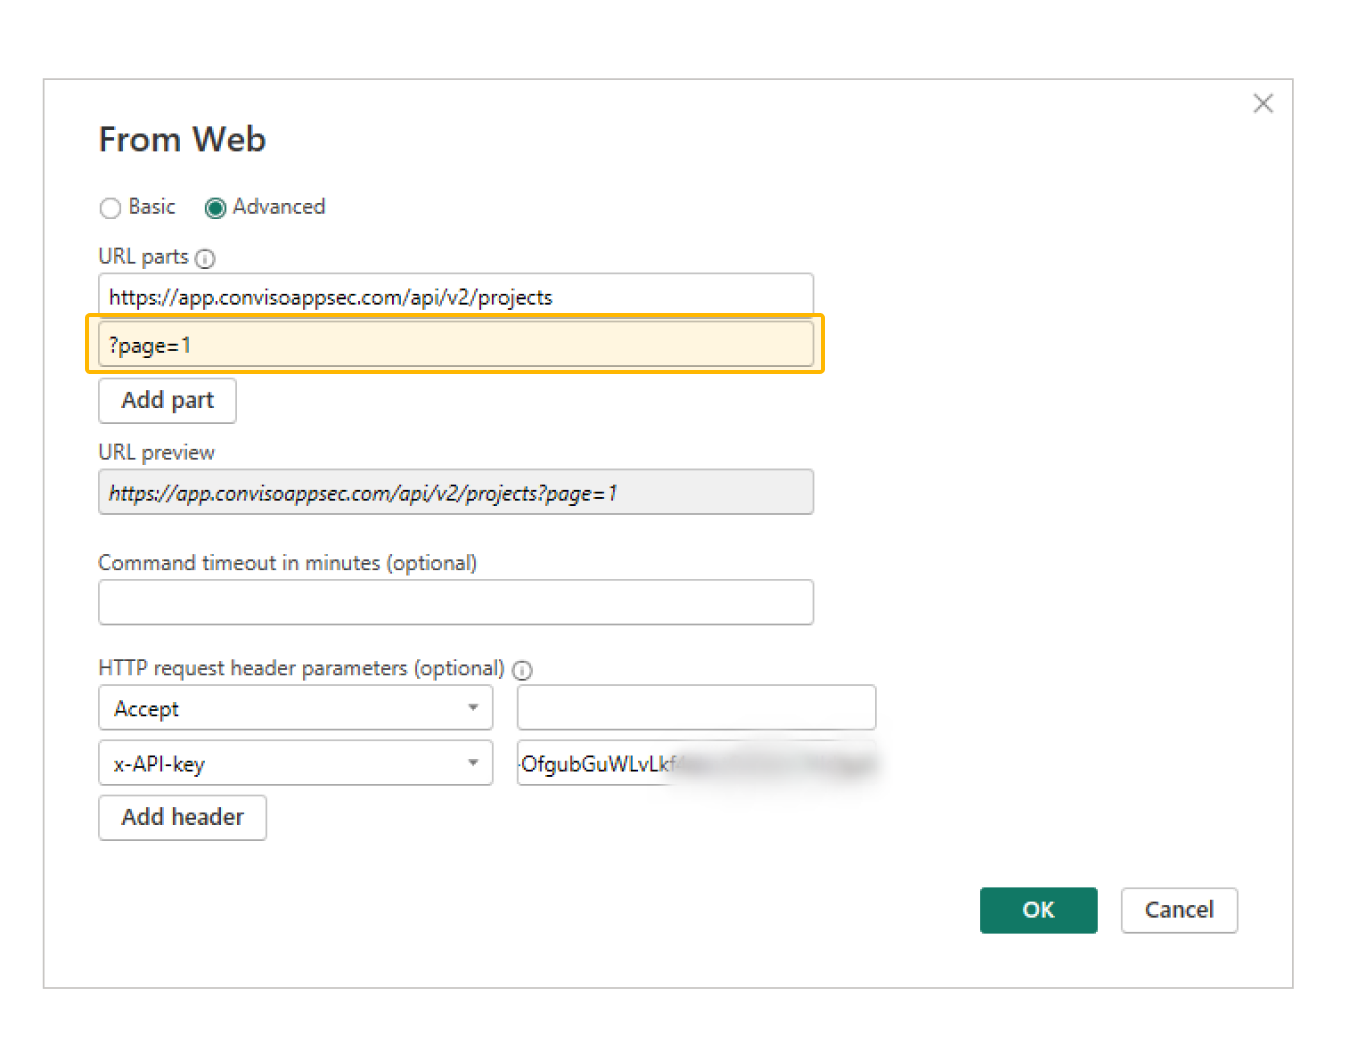 From Web
Basic Advanced
URL parts
https://app.convisoappsec.com/api/v2/projects
?page=1
Add part
URL preview
https://app.convisoappsec.com/api/v2/projects?page=1
Command timeout in minutes (optional)
HTTP request header parameters (optional)
Accept
x-API-key OfgubGuWLvLkf
Add header
OK Cancel